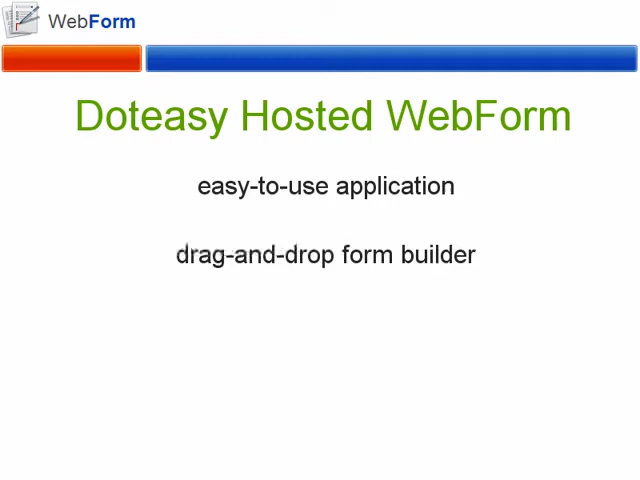 WebForm
Doteasy Hosted WebForm
easy-to-use application
drag-and-drop form builder